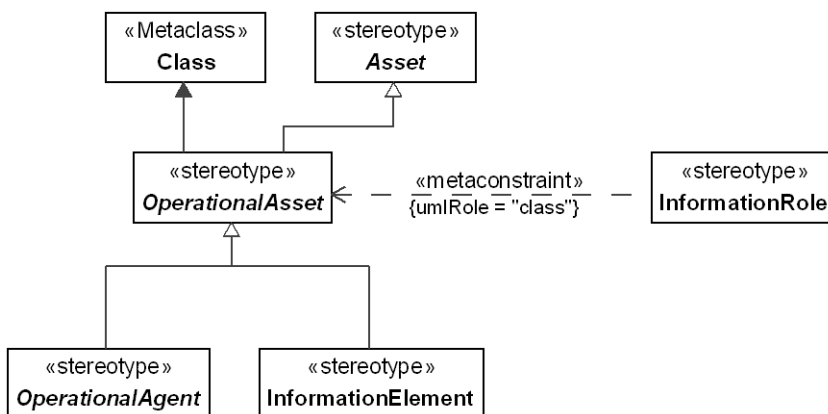 «Metaclass»
Class
«stereotype»
Asset
«stereotype»
OperationalAsset
«metaconstraint»
{umlRole = "class"}
«stereotype»
InformationRole
«stereotype»
OperationalAgent
«stereotype»
InformationElement